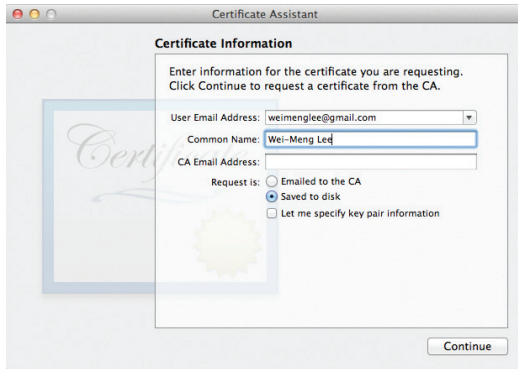 Certificate Assistant
Certificate Information
Enter information for the certificate you are requesting.
Click Continue to request a certificate from the CA.
User Email Address: weimenglee@gmail.com
Common Name: Wei-Meng Lee
CA Email Address:
Request is: Emailed to the CA
Saved to disk
Let me specify key pair information
Continue